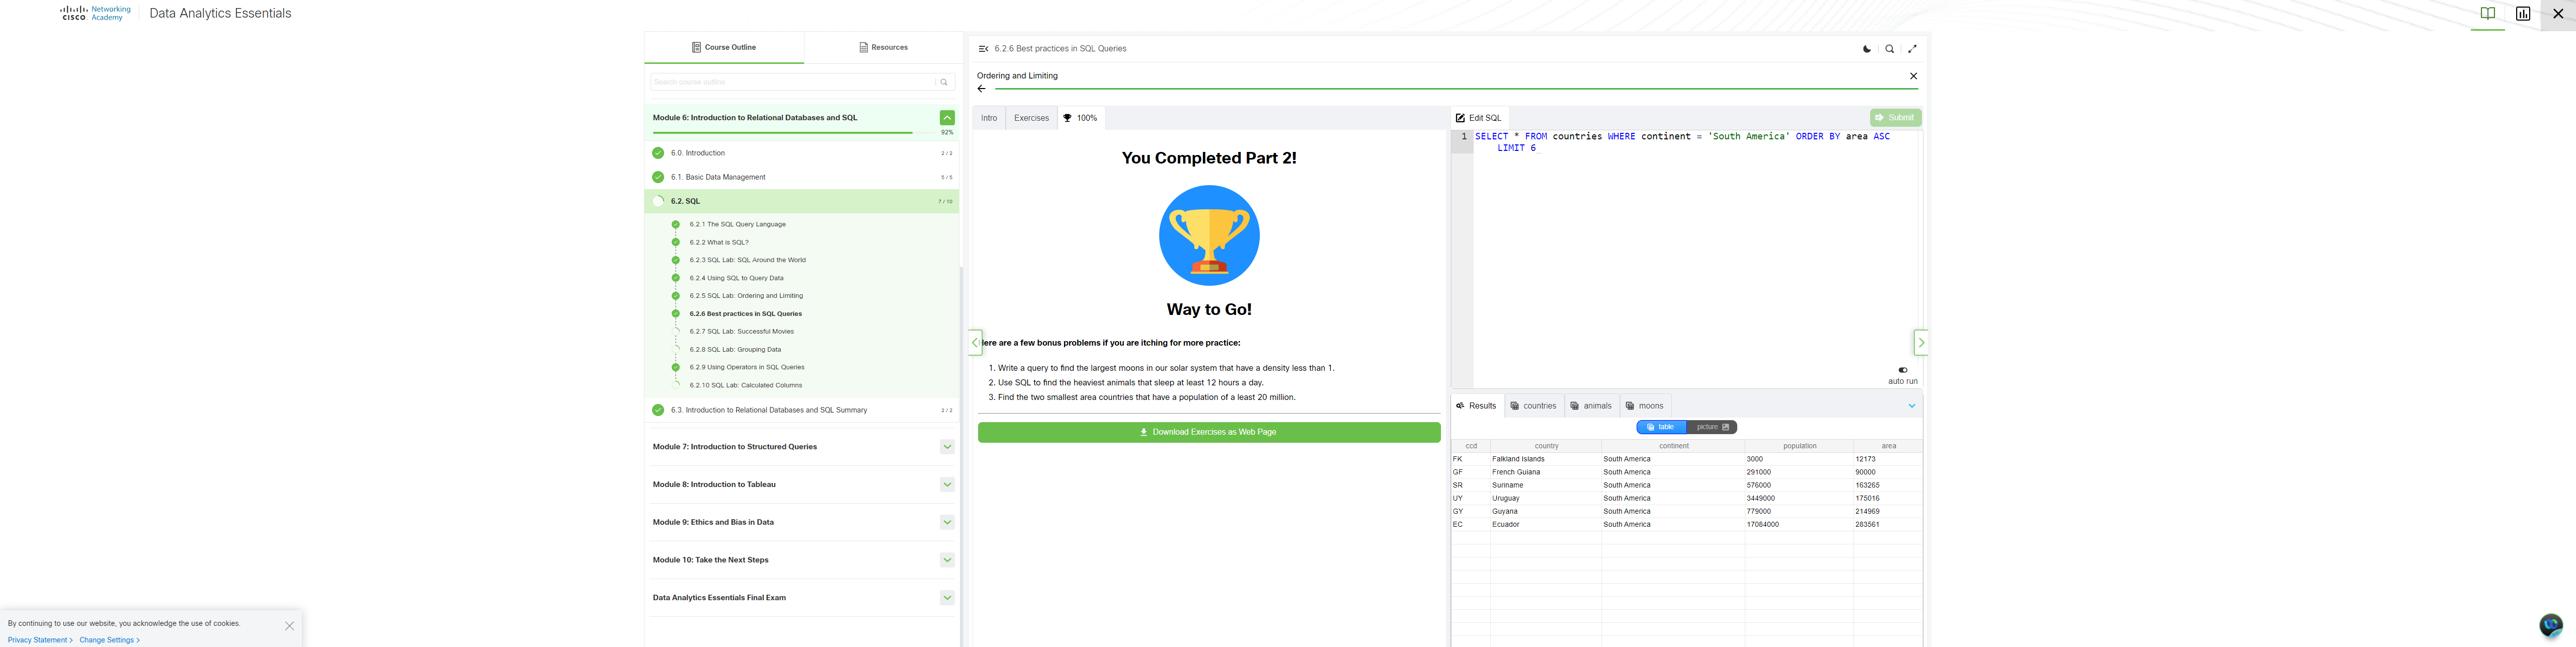 CISCO Networking Academy
Data Analytics Essentials
Course Outline
Resources
Search course outline
Module 6: Introduction to Relational Databases and SQL
92%
6.0. Introduction
2 / 2
6.1. Basic Data Management
5 / 5
6.2. SQL
7 / 10
6.2.1 The SQL Query Language
6.2.2 What is SQL?
6.2.3 SQL Lab: SQL Around the World
6.2.4 Using SQL to Query Data
6.2.5 SQL Lab: Ordering and Limiting
6.2.6 Best practices in SQL Queries
6.2.7 SQL Lab: Successful Movies
6.2.8 SQL Lab: Grouping Data
6.2.9 Using Operators in SQL Queries
6.2.10 SQL Lab: Calculated Columns
6.3. Introduction to Relational Databases and SQL Summary
2 / 2
Module 7: Introduction to Structured Queries
Module 8: Introduction to Tableau
Module 9: Ethics and Bias in Data
Module 10: Take the Next Steps
Data Analytics Essentials Final Exam
By continuing to use our website, you acknowledge the use of cookies.
Privacy Statement > Change Settings >
6.2.6 Best practices in SQL Queries
Ordering and Limiting
Intro
Exercises
100%
You Completed Part 2!
Way to Go!
Here are a few bonus problems if you are itching for more practice:
1. Write a query to find the largest moons in our solar system that have a density less than 1.
2. Use SQL to find the heaviest animals that sleep at least 12 hours a day.
3. Find the two smallest area countries that have a population of a least 20 million.
Download Exercises as Web Page
Edit SQL
Submit
1 SELECT * FROM countries WHERE continent = 'South America' ORDER BY area ASC
LIMIT 6
auto run
Results
countries
animals
moons
table
picture
ccd country continent population area
FK Falkland Islands South America 3000 12173
GF French Guiana South America 291000 90000
SR Suriname South America 576000 163265
UY Uruguay South America 3449000 175016
GY Guyana South America 779000 214969
EC Ecuador South America 17084000 283561